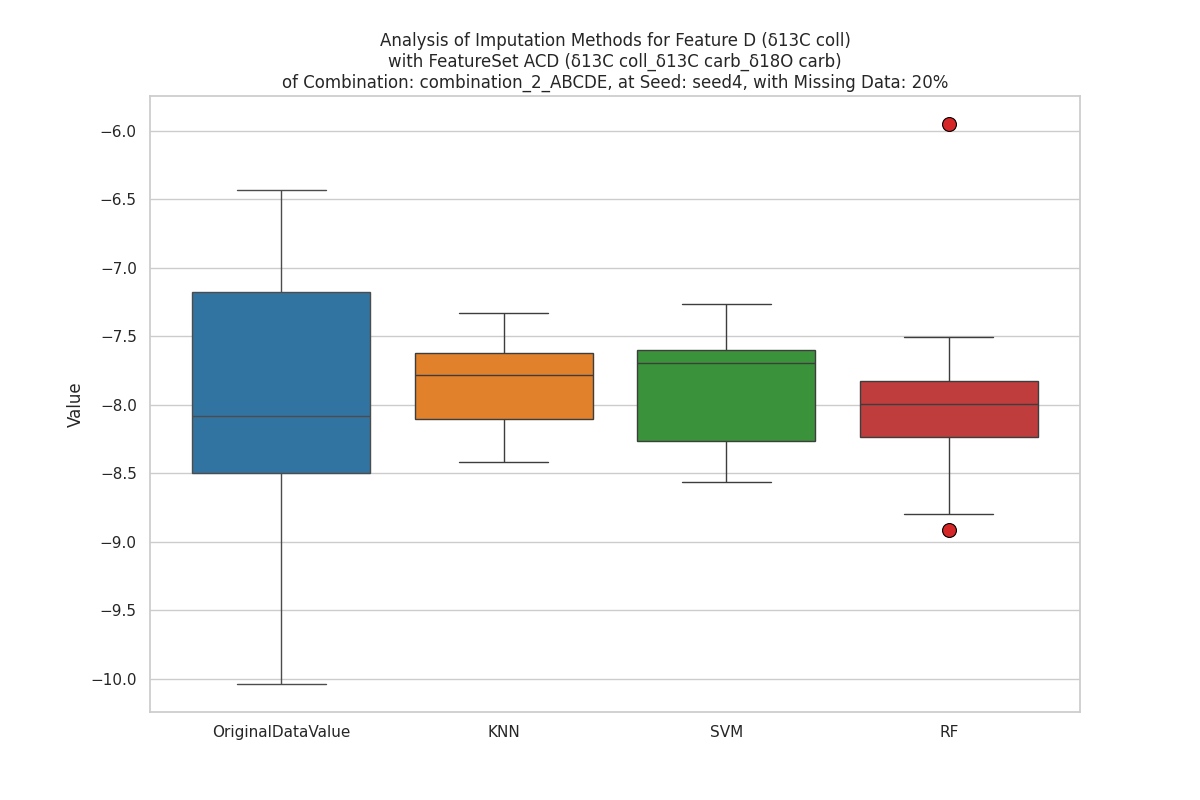 Analysis of Imputation Methods for Feature D (δ13C coll)
with FeatureSet ACD (δ13C coll_δ13C carb_δ18O carb)
of Combination: combination_2_ABCDE, at Seed: seed4, with Missing Data: 20%
Value
−6.0
−6.5
−7.0
−7.5
−8.0
−8.5
−9.0
−9.5
−10.0
OriginalDataValue
KNN
SVM
RF